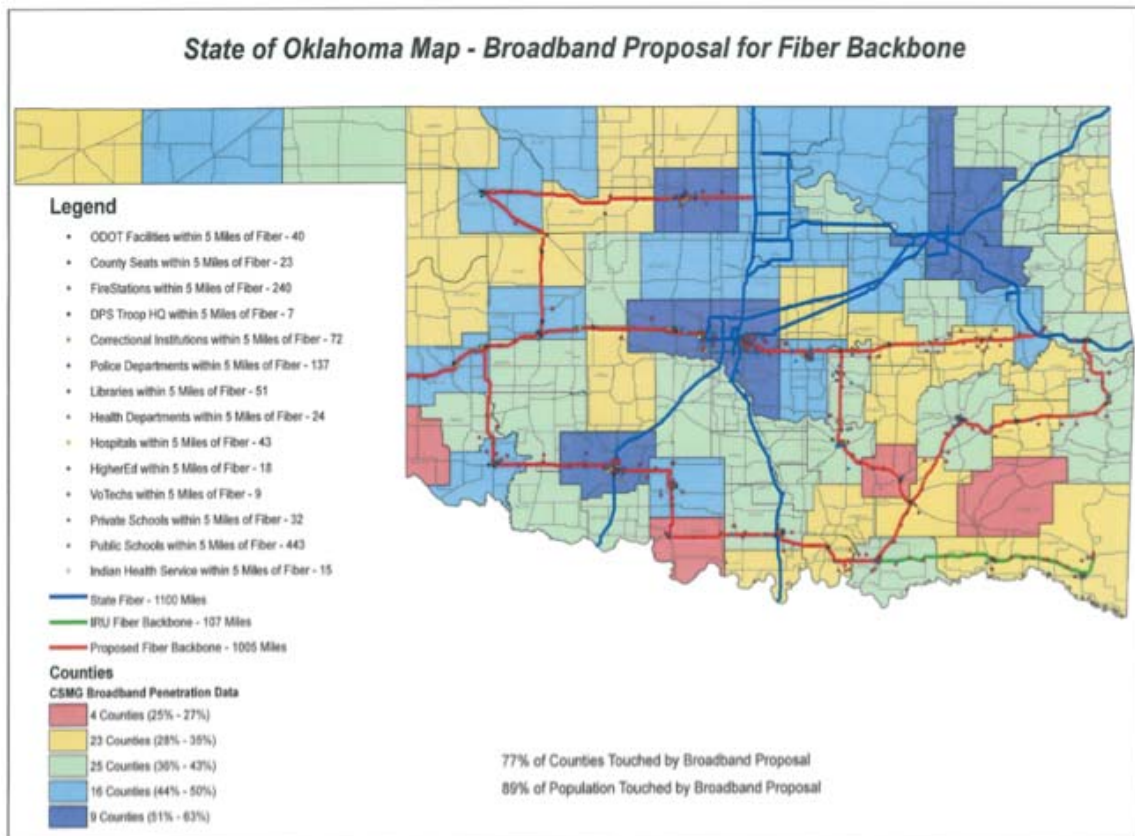 State of Oklahoma Map - Broadband Proposal for Fiber Backbone
Legend
ODOT Facilities within 5 Miles of Fiber - 40
County Seats within 5 Miles of Fiber - 23
FireStations within 5 Miles of Fiber - 240
DPS Troop HQ within 5 Miles of Fiber - 7
Correctional Institutions within 5 Miles of Fiber - 72
Police Departments within 5 Miles of Fiber - 137
Libraries within 5 Miles of Fiber - 51
Health Departments within 5 Miles of Fiber - 24
Hospitals within 5 Miles of Fiber - 43
HigherEd within 5 Miles of Fiber - 18
VoTechs within 5 Miles of Fiber - 9
Private Schools within 5 Miles of Fiber - 32
Public Schools within 5 Miles of Fiber - 443
Indian Health Service within 5 Miles of Fiber - 15
State Fiber - 1100 Miles
IRU Fiber Backbone - 107 Miles
Proposed Fiber Backbone - 1005 Miles
Counties
CSMG Broadband Penetration Data
4 Counties (25% - 27%)
23 Counties (28% - 35%)
25 Counties (36% - 43%)
16 Counties (44% - 50%)
9 Counties (51% - 63%)
77% of Counties Touched by Broadband Proposal
89% of Population Touched by Broadband Proposal